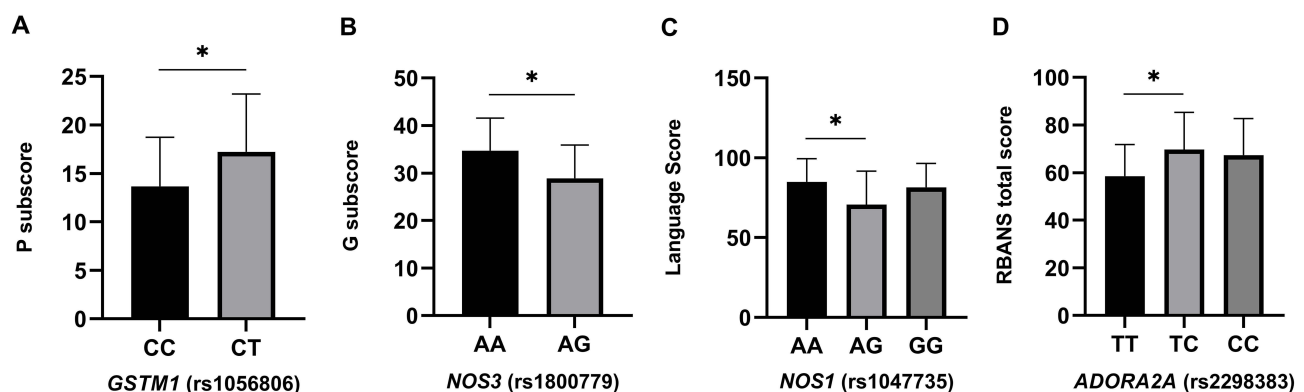 A
P subscore
25
20
15
10
5
0
*
CC CT
GSTM1 (rs1056806)
B
G subscore
50
40
30
20
10
0
*
AA AG
NOS3 (rs1800779)
C
Language Score
150
100
50
0
*
AA AG GG
NOS1 (rs1047735)
D
RBANS total score
100
80
60
40
20
0
*
TT TC CC
ADORA2A (rs2298383)